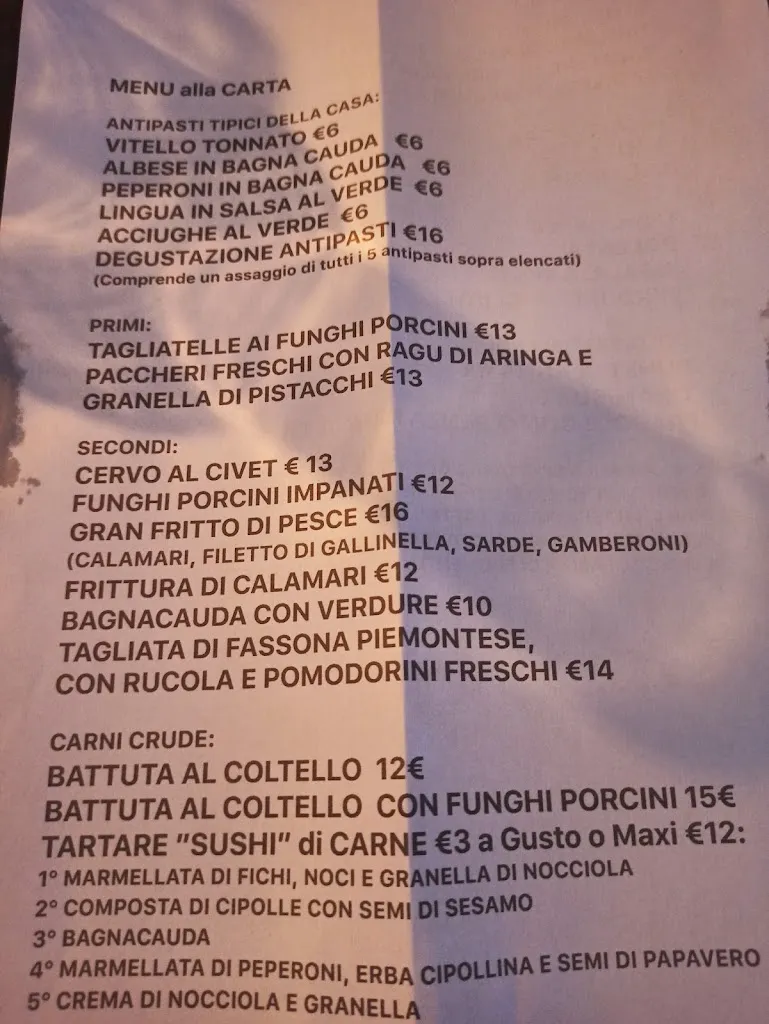 MENU alla CARTA
ANTIPASTI TIPICI DELLA CASA:
VITELLO TONNATO €6
ALBESE IN BAGNA CAUDA €6
PEPERONI IN BAGNA CAUDA €6
LINGUA IN SALSA AL VERDE €6
ACCIUGHE AL VERDE €6
DEGUSTAZIONE ANTIPASTI €16
(Comprende un assaggio di tutti i 5 antipasti sopra elencati)
PRIMI:
TAGLIATELLE AI FUNGHI PORCINI €13
PACCHERI FRESCHI CON RAGU DI ARINGA E
GRANELLA DI PISTACCHI €13
SECONDI:
CERVO AL CIVET € 13
FUNGHI PORCINI IMPANATI €12
GRAN FRITTO DI PESCE €16
(CALAMARI, FILETTO DI GALLINELLA, SARDE, GAMBERONI)
FRITTURA DI CALAMARI €12
BAGNACAUDA CON VERDURE €10
TAGLIATA DI FASSONA PIEMONTESE,
CON RUCOLA E POMODORINI FRESCHI €14
CARNI CRUDE:
BATTUTA AL COLTELLO 12€
BATTUTA AL COLTELLO CON FUNGHI PORCINI 15€
TARTARE "SUSHI" di CARNE €3 a Gusto o Maxi €12:
1° MARMELLATA DI FICHI, NOCI E GRANELLA DI NOCCIOLA
2° COMPOSTA DI CIPOLLE CON SEMI DI SESAMO
3° BAGNACAUDA
4° MARMELLATA DI PEPERONI, ERBA CIPOLLINA E SEMI DI PAPAVERO
5° CREMA DI NOCCIOLA E GRANELLA